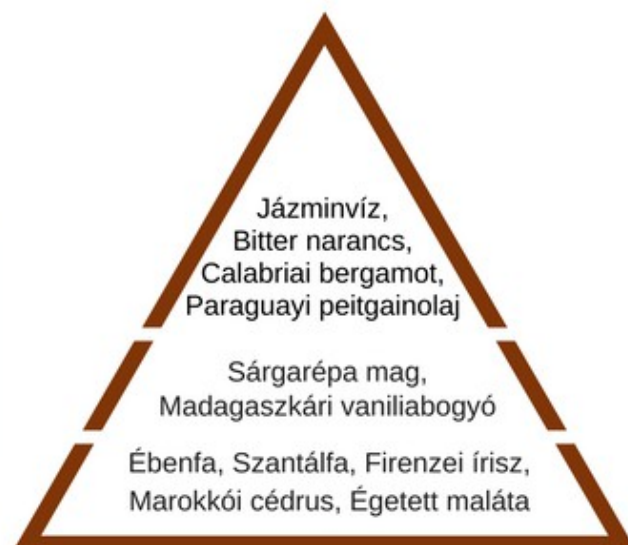 Jázminvíz,
Bitter narancs,
Calabriai bergamot,
Paraguayi peitgainolaj
Sárgarépa mag,
Madagaszkári vaniliabogyó
Ébenfa, Szantálfa, Firenzei írisz,
Marokkói cédrus, Égetett maláta